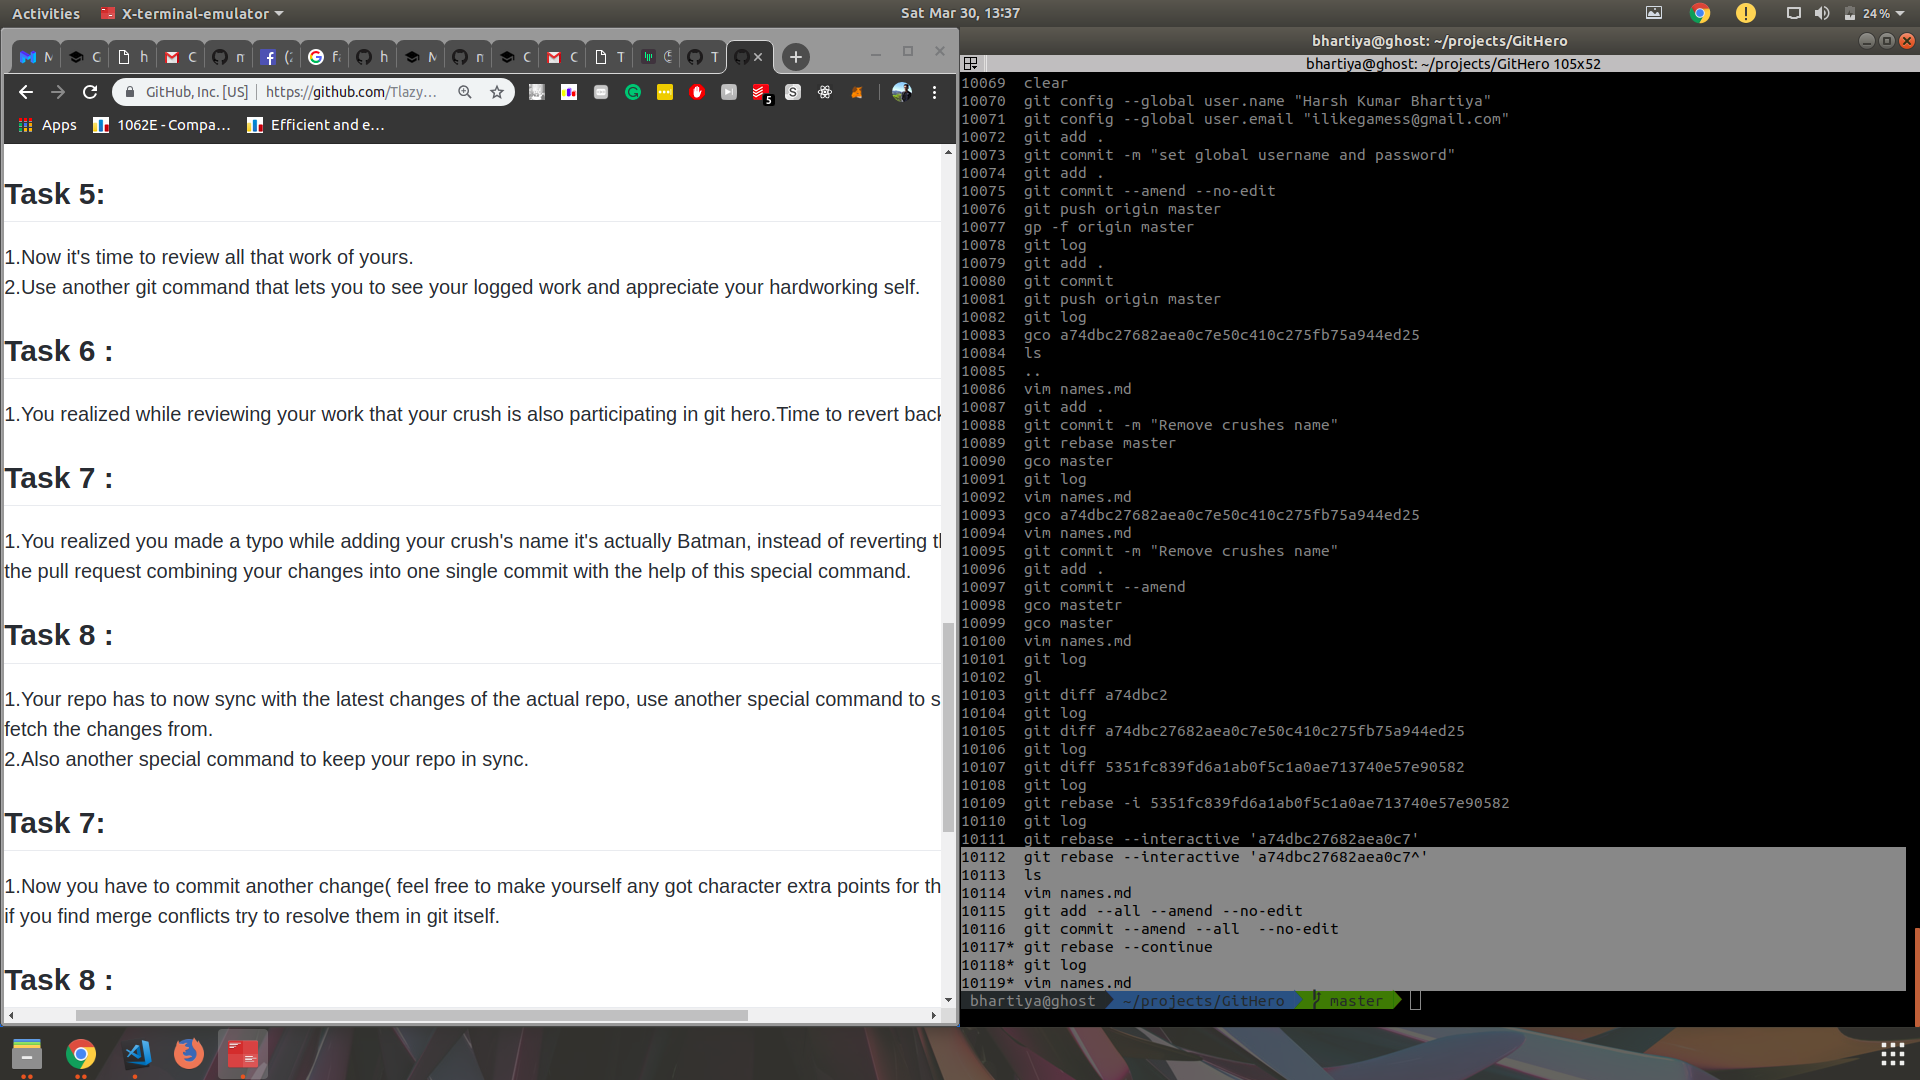 Activities
X-terminal-emulator
Sat Mar 30, 13:37
24%
GitHub, Inc. [US]
https://github.com/Tlazy...
5
Apps
1062E - Compa...
Efficient and e...
Task 5:
1.Now it's time to review all that work of yours.
2.Use another git command that lets you to see your logged work and appreciate your hardworking self.
Task 6 :
1.You realized while reviewing your work that your crush is also participating in git hero.Time to revert back
Task 7 :
1.You realized you made a typo while adding your crush's name it's actually Batman, instead of reverting
the pull request combining your changes into one single commit with the help of this special command.
Task 8 :
1.Your repo has to now sync with the latest changes of the actual repo, use another special command to s
fetch the changes from.
2.Also another special command to keep your repo in sync.
Task 7:
1.Now you have to commit another change( feel free to make yourself any got character extra points for th
if you find merge conflicts try to resolve them in git itself.
Task 8 :
bhartiya@ghost: ~/projects/GitHero
bhartiya@ghost: ~/projects/GitHero 105x52
10069 clear
10070 git config --global user.name "Harsh Kumar Bhartiya"
10071 git config --global user.email "ilikegamess@gmail.com"
10072 git add .
10073 git commit -m "set global username and password"
10074 git add .
10075 git commit --amend --no-edit
10076 git push origin master
10077 gp -f origin master
10078 git log
10079 git add .
10080 git commit
10081 git push origin master
10082 git log
10083 gco a74dbc27682aea0c7e50c410c275fb75a944ed25
10084 ls
10085 ..
10086 vim names.md
10087 git add .
10088 git commit -m "Remove crushes name"
10089 git rebase master
10090 gco master
10091 git log
10092 vim names.md
10093 gco a74dbc27682aea0c7e50c410c275fb75a944ed25
10094 vim names.md
10095 git commit -m "Remove crushes name"
10096 git add .
10097 git commit --amend
10098 gco mastetr
10099 gco master
10100 vim names.md
10101 git log
10102 gl
10103 git diff a74dbc2
10104 git log
10105 git diff a74dbc27682aea0c7e50c410c275fb75a944ed25
10106 git log
10107 git diff 5351fc839fd6a1ab0f5c1a0ae713740e57e90582
10108 git log
10109 git rebase -i 5351fc839fd6a1ab0f5c1a0ae713740e57e90582
10110 git log
10111 git rebase --interactive 'a74dbc27682aea0c7'
10112 git rebase --interactive 'a74dbc27682aea0c7^'
10113 ls
10114 vim names.md
10115 git add --all --amend --no-edit
10116 git commit --amend --all  --no-edit
10117* git rebase --continue
10118* git log
10119* vim names.md
bhartiya@ghost ~/projects/GitHero master